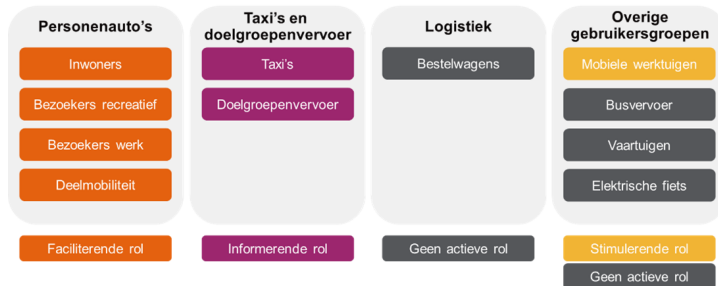 Personenauto's
Inwoners
Bezoekers recreatief
Bezoekers werk
Deelmobiliteit
Faciliterende rol
Taxi's en
doelgroepenvervoer
Taxi's
Doelgroepenvervoer
Informerende rol
Logistiek
Bestelwagens
Geen actieve rol
Overige
gebruikersgroepen
Mobiele werktuigen
Busvervoer
Vaartuigen
Elektrische fiets
Stimulerende rol
Geen actieve rol